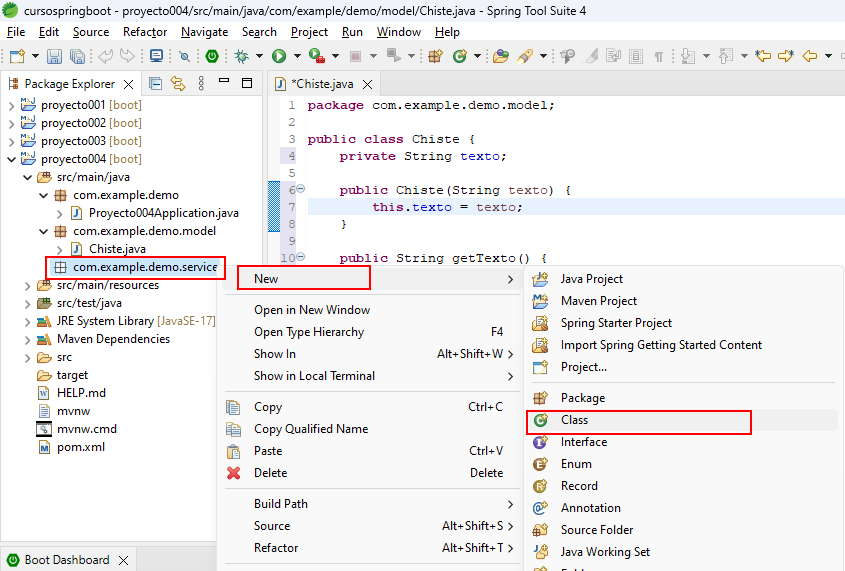 cursospringboot - proyecto004/src/main/java/com/example/demo/model/Chiste.java - Spring Tool Suite 4
File Edit Source Refactor Navigate Search Project Run Window Help
Package Explorer
proyecto001 [boot]
proyecto002 [boot]
proyecto003 [boot]
proyecto004 [boot]
src/main/java
com.example.demo
Proyecto004Application.java
com.example.demo.model
Chiste.java
com.example.demo.service
src/main/resources
src/test/java
JRE System Library [JavaSE-17]
Maven Dependencies
src
target
HELP.md
mvnw
mvnw.cmd
pom.xml
Boot Dashboard
*Chiste.java
1 package com.example.demo.model;
2
3 public class Chiste {
4 private String texto;
5
6 public Chiste(String texto) {
7 this.texto = texto;
8 }
9
10 public String getTexto() {
New
Open in New Window
Open Type Hierarchy F4
Show In Alt+Shift+W
Show in Local Terminal
Copy Ctrl+C
Copy Qualified Name
Paste Ctrl+V
Delete Delete
Build Path
Source Alt+Shift+S
Refactor Alt+Shift+T
Java Project
Maven Project
Spring Starter Project
Import Spring Getting Started Content
Project...
Package
Class
Interface
Enum
Record
Annotation
Source Folder
Java Working Set